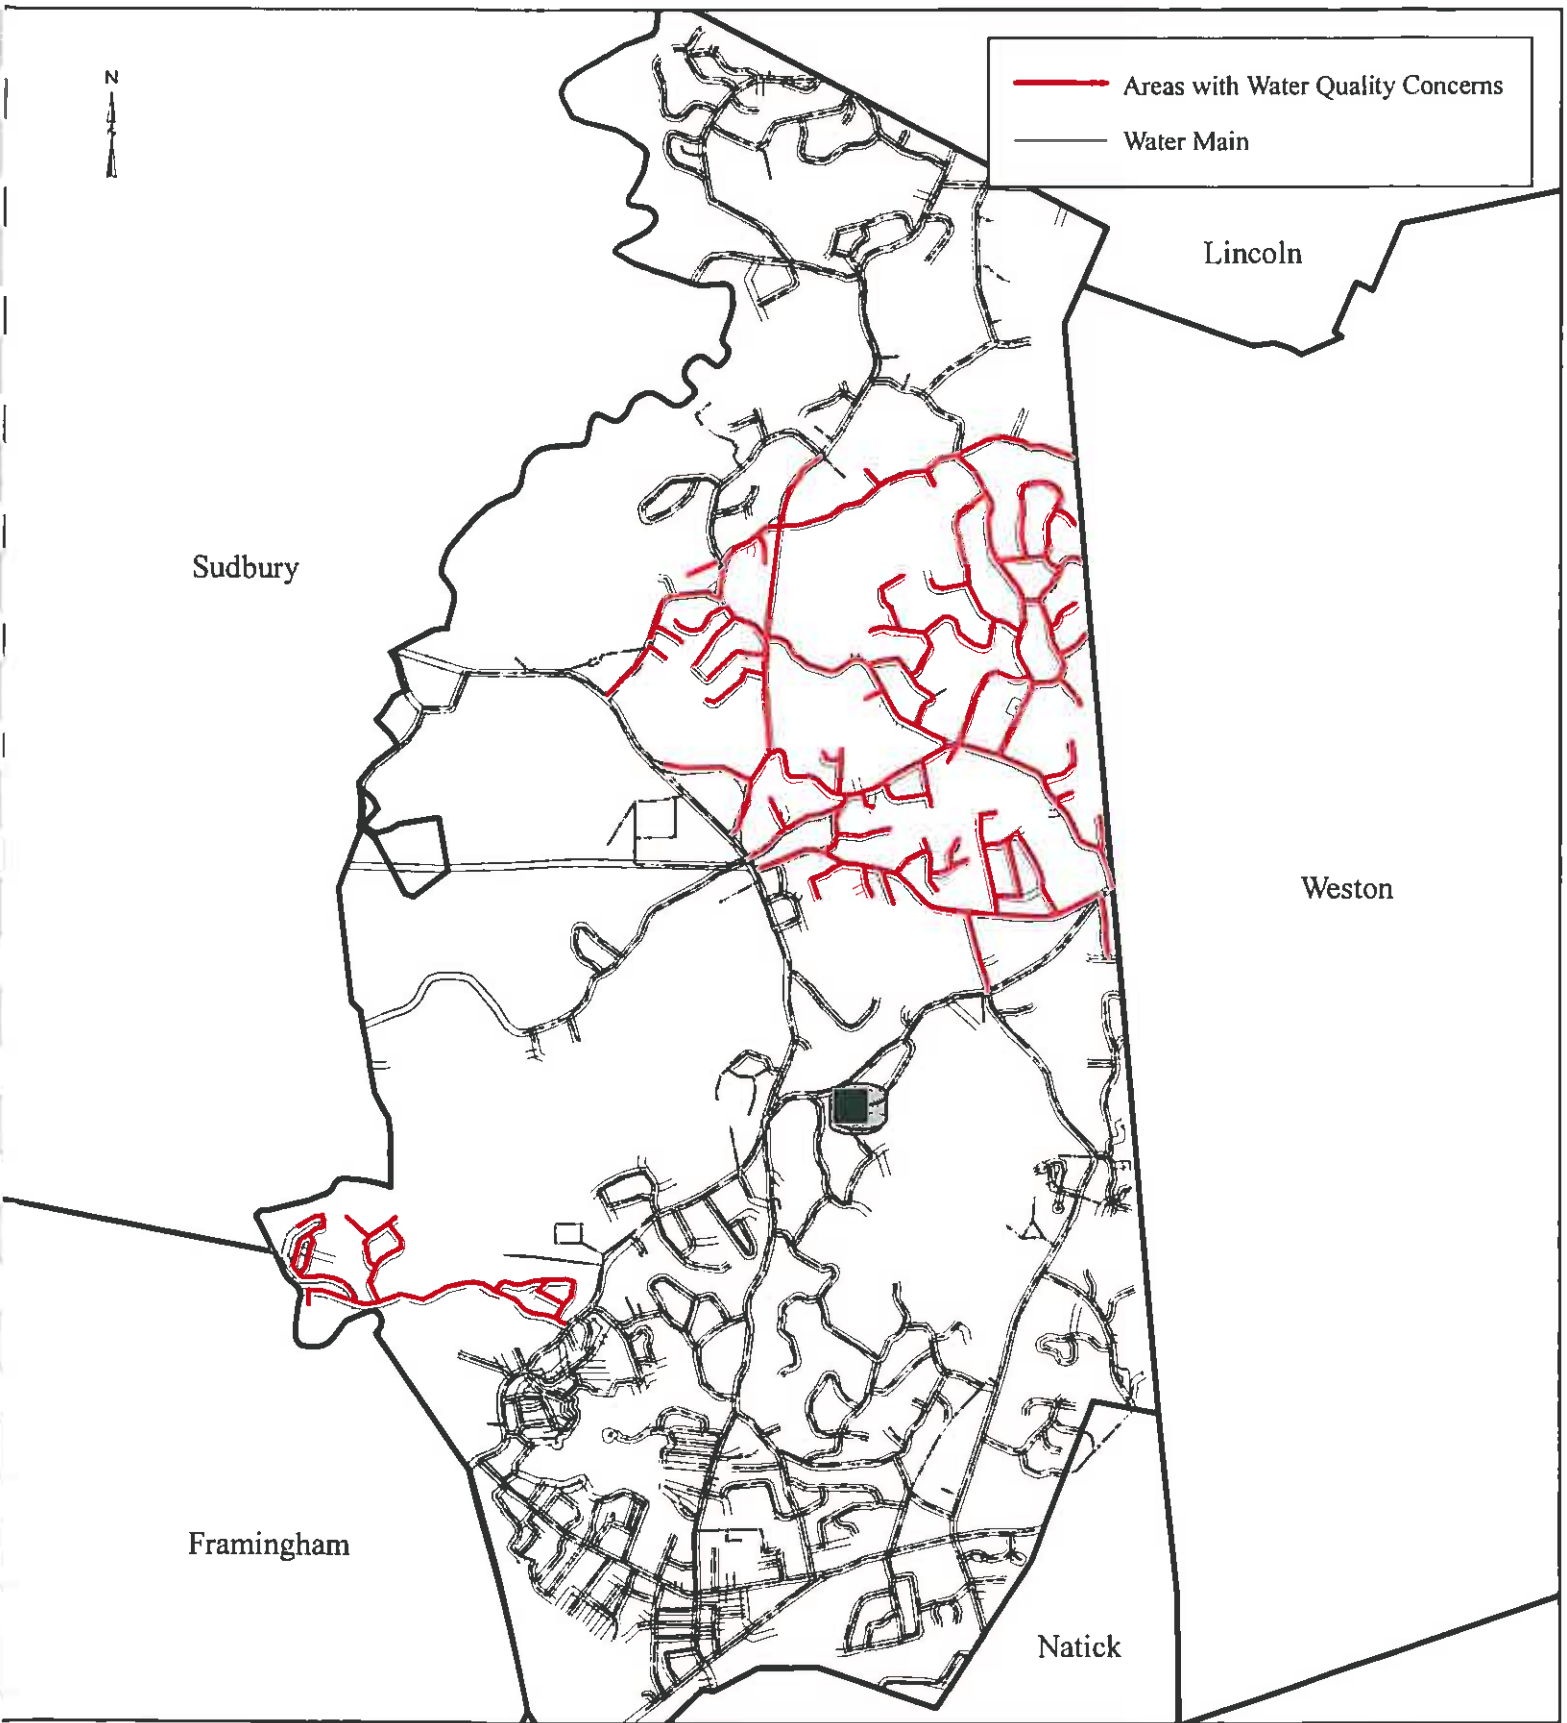 N
Areas with Water Quality Concerns
Water Main
Lincoln
Sudbury
Weston
Framingham
Natick